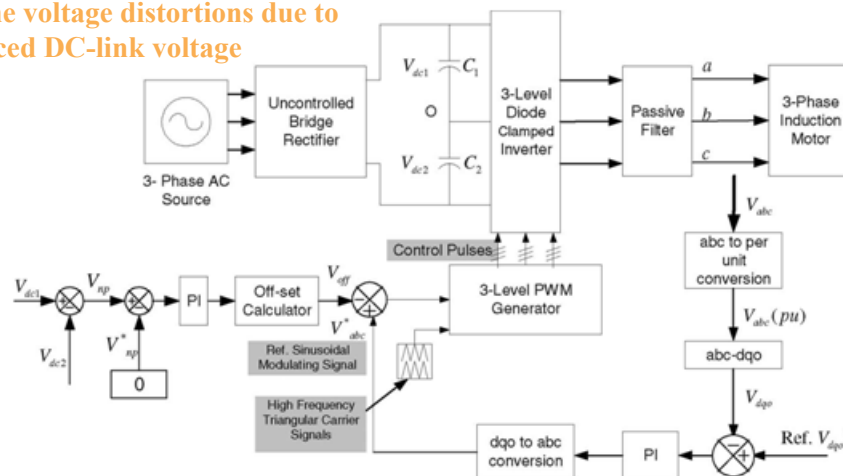 ne voltage distortions due to
ced DC-link voltage
3- Phase AC
Source
Uncontrolled
Bridge
Rectifier
V_dc1
C_1
O
V_dc2
C_2
3-Level
Diode
Clamped
Inverter
Passive
Filter
a
b
c
3-Phase
Induction
Motor
V_abc
abc to per
unit
conversion
V_abc(pu)
abc-dqo
V_dqo
Ref. V_dqo
PI
dqo to abc
conversion
Control Pulses
3-Level PWM
Generator
V_dc1
V_dc2
V_np
V*_np
0
PI
Off-set
Calculator
V_off
V*_abc
Ref. Sinusoidal
Modulating Signal
High Frequency
Triangular Carrier
Signals